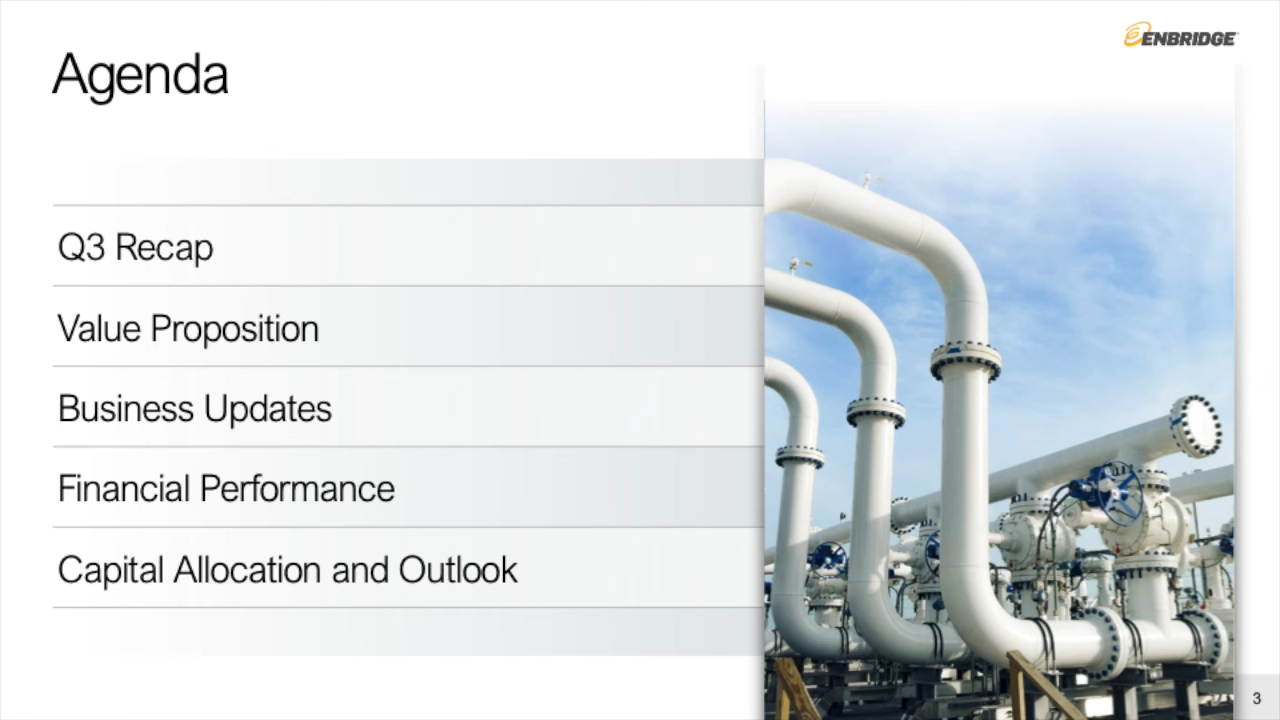 ENBRIDGE
Agenda
Q3 Recap
Value Proposition
Business Updates
Financial Performance
Capital Allocation and Outlook
3